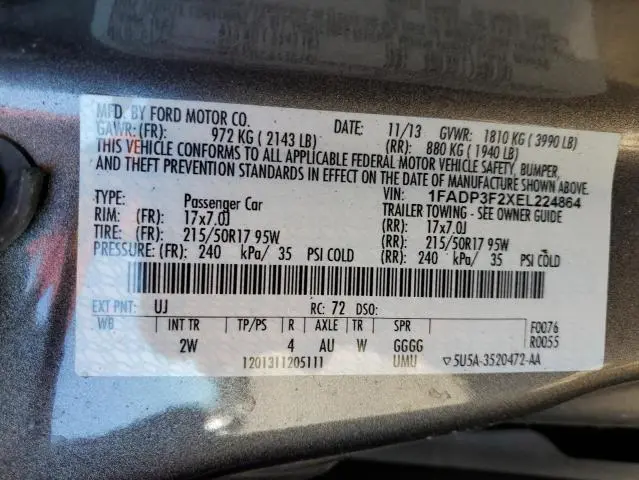 MFD. BY FORD MOTOR CO.
DATE: 11/13 GVWR: 1810 KG ( 3990 LB)
GAWR: (FR): 972 KG ( 2143 LB) (RR): 880 KG ( 1940 LB)
THIS VEHICLE CONFORMS TO ALL APPLICABLE FEDERAL MOTOR VEHICLE SAFETY, BUMPER,
AND THEFT PREVENTION STANDARDS IN EFFECT ON THE DATE OF MANUFACTURE SHOWN ABOVE.
VIN: 1FADP3F2XEL224864
TYPE: Passenger Car TRAILER TOWING - SEE OWNER GUIDE
RIM: (FR): 17x7.0J (RR): 17x7.0J
TIRE: (FR): 215/50R17 95W (RR): 215/50R17 95W
PRESSURE: (FR): 240 kPa/ 35 PSI COLD (RR): 240 kPa/ 35 PSI COLD
EXT PNT: UJ RC: 72 DSO:
WB INT TR TP/PS R AXLE TR SPR F0076
2W 4 AU W GGGG R0055
1201311205111 UMU ▽5U5A-3520472-AA